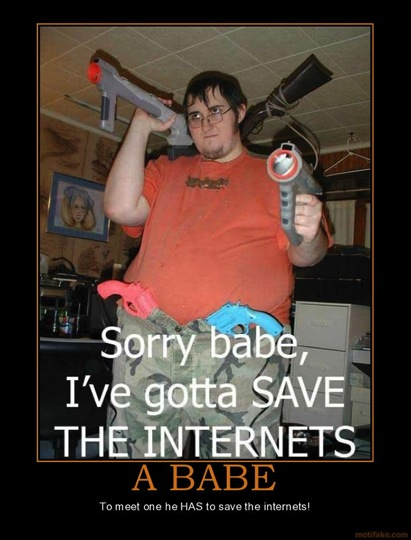 Sorry babe,
I've gotta SAVE
THE INTERNETS
A BABE
To meet one he HAS to save the internets!
motifake.com